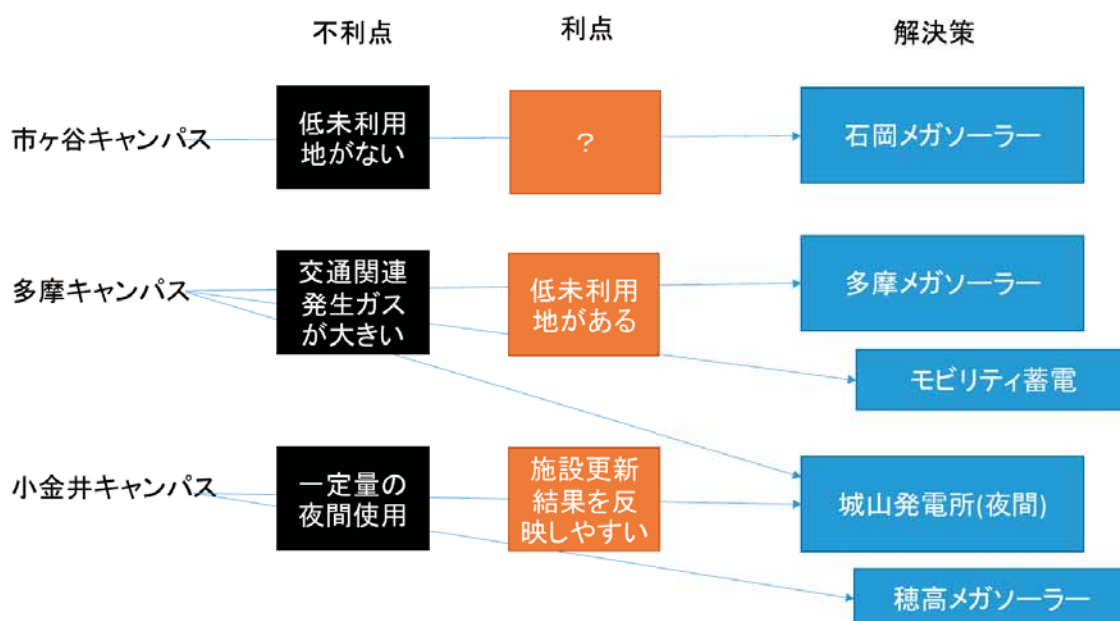 不利点
利点
解決策
市ヶ谷キャンパス
低未利用
地がない
?
石岡メガソーラー
多摩キャンパス
交通関連
発生ガス
が大きい
低未利用
地がある
多摩メガソーラー
モビリティ蓄電
小金井キャンパス
一定量の
夜間使用
施設更新
結果を反
映しやすい
城山発電所(夜間)
穂高メガソーラー